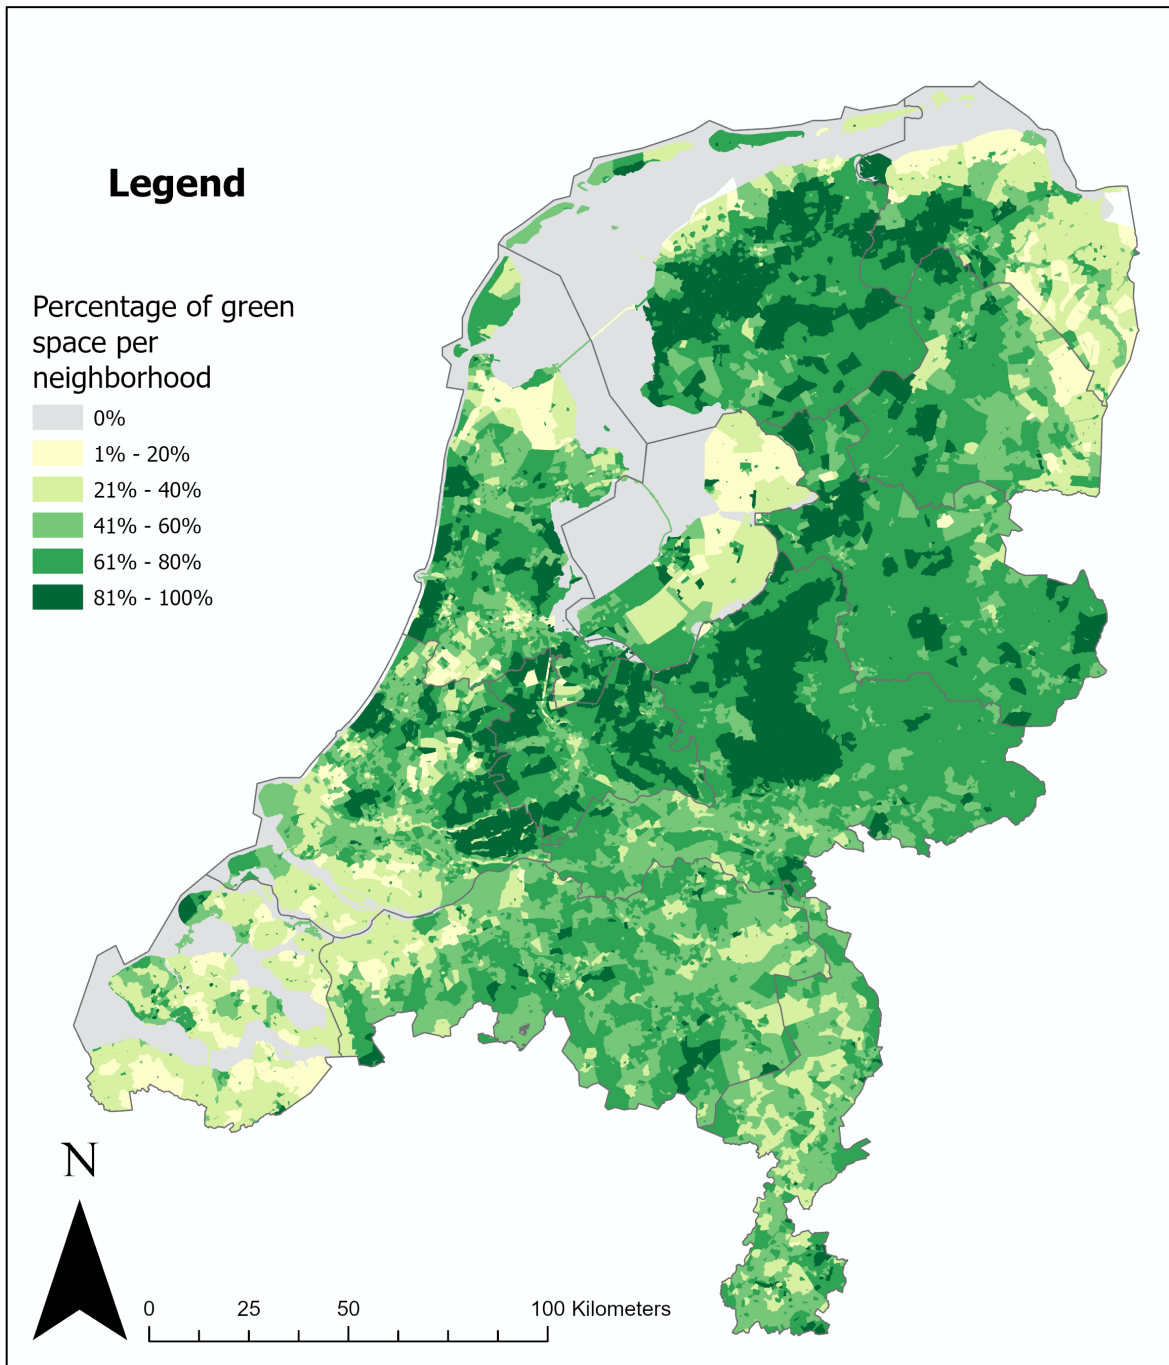 Legend
Percentage of green
space per
neighborhood
0%
1% - 20%
21% - 40%
41% - 60%
61% - 80%
81% - 100%
N
0 25 50 100 Kilometers